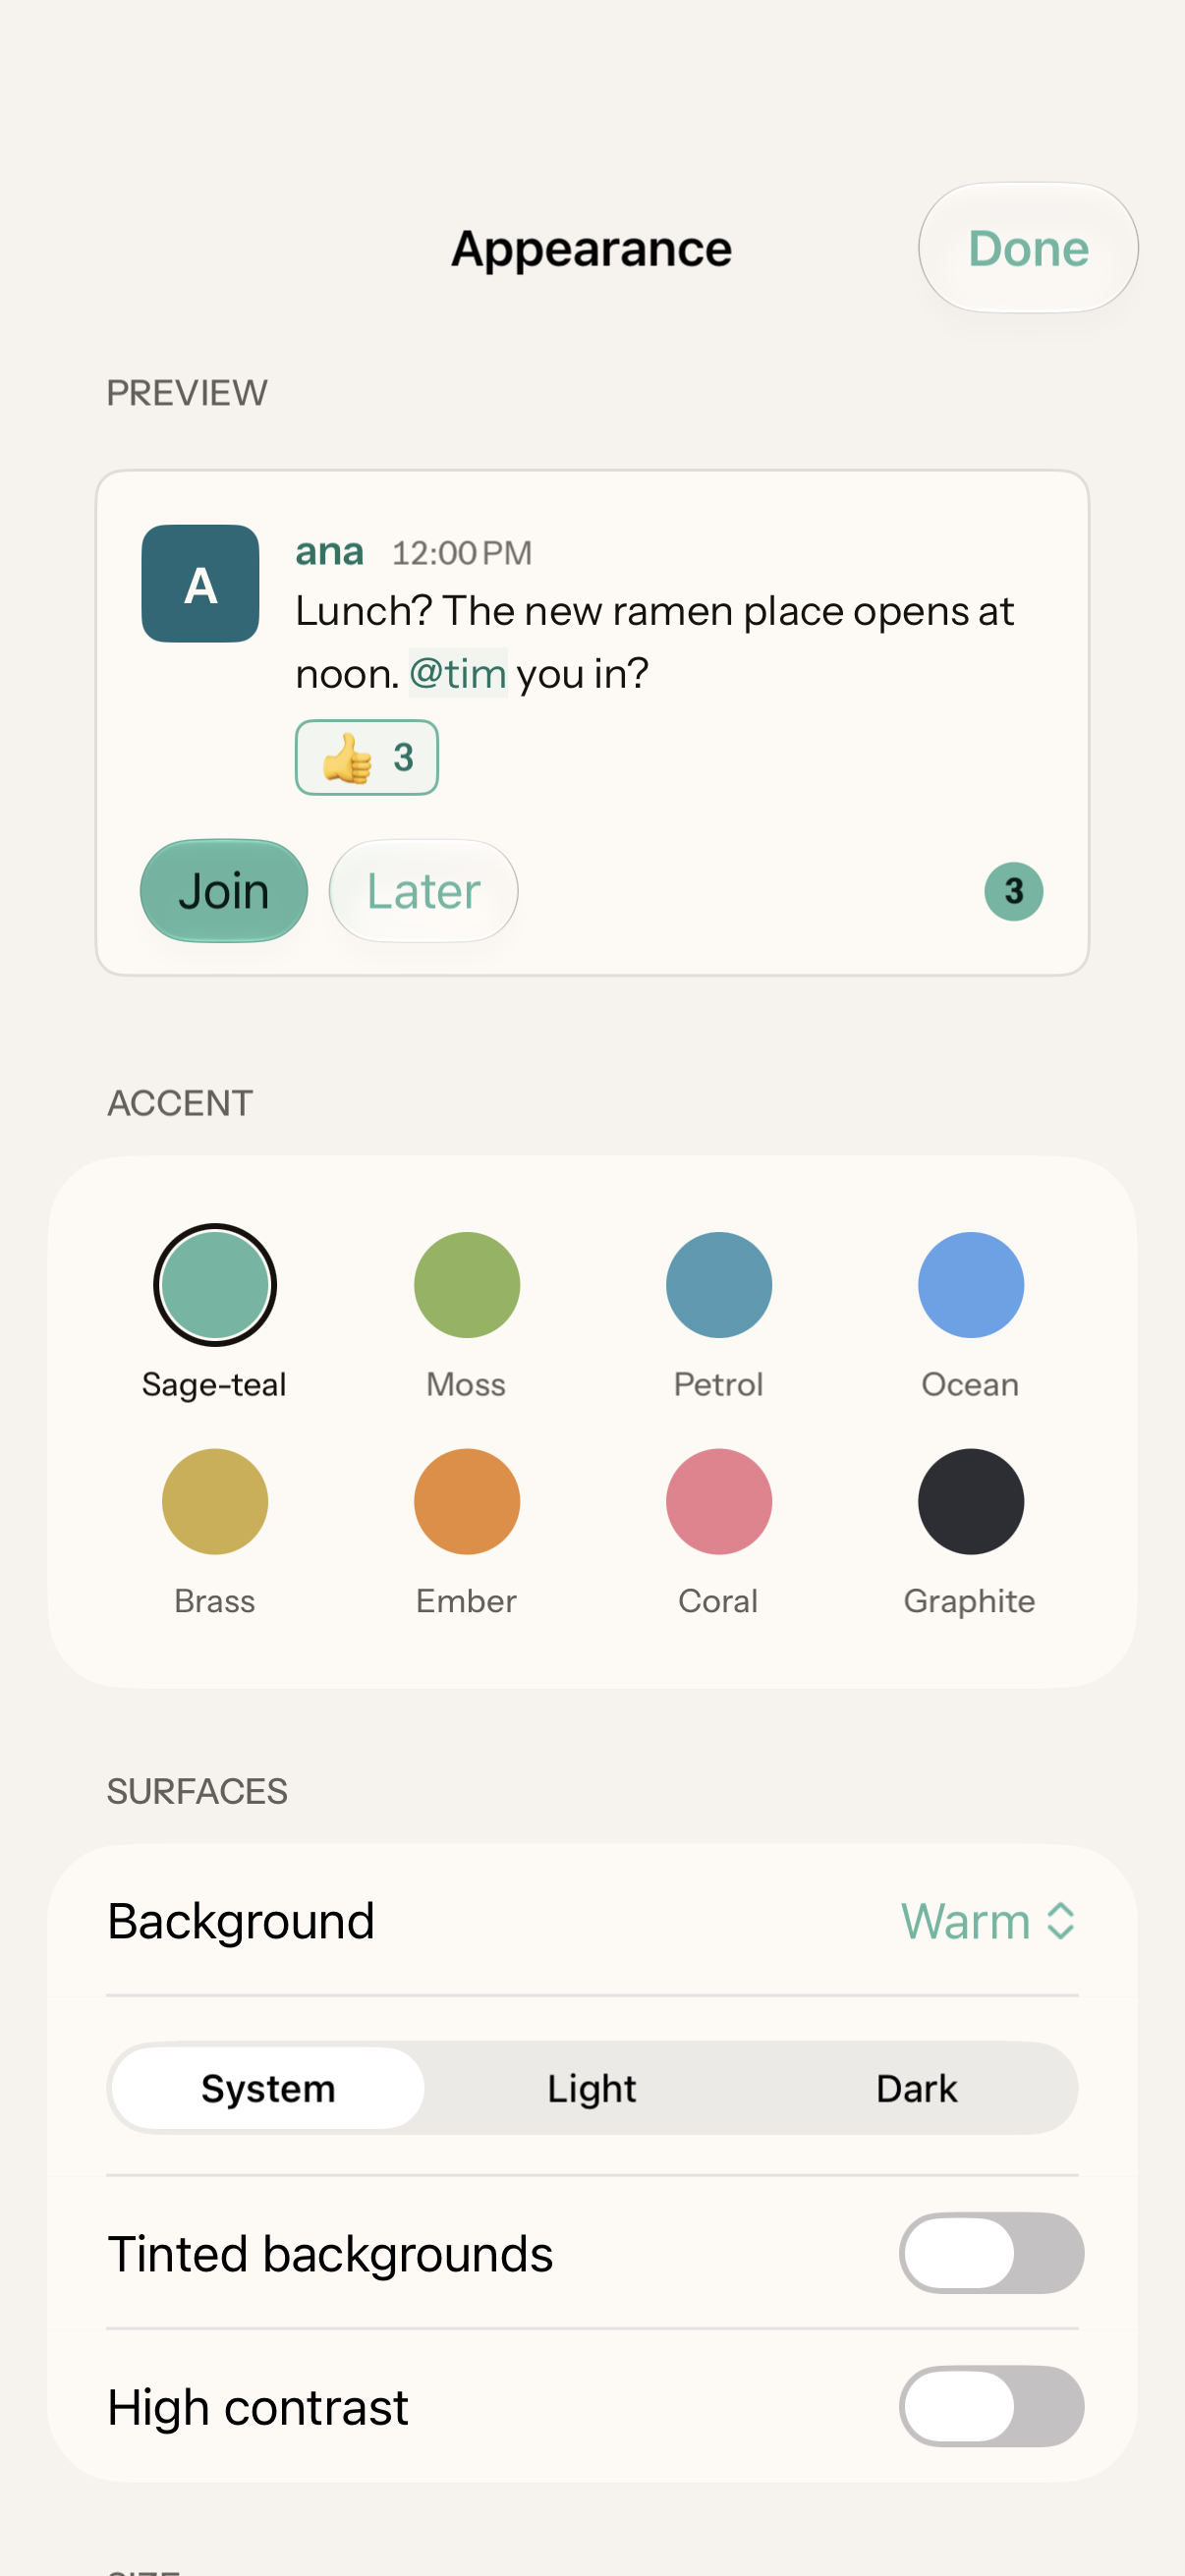 Appearance
Done
PREVIEW
A
ana 12:00 PM
Lunch? The new ramen place opens at
noon. @tim you in?
👍 3
Join
Later
3
ACCENT
Sage-teal
Moss
Petrol
Ocean
Brass
Ember
Coral
Graphite
SURFACES
Background
Warm
System
Light
Dark
Tinted backgrounds
High contrast